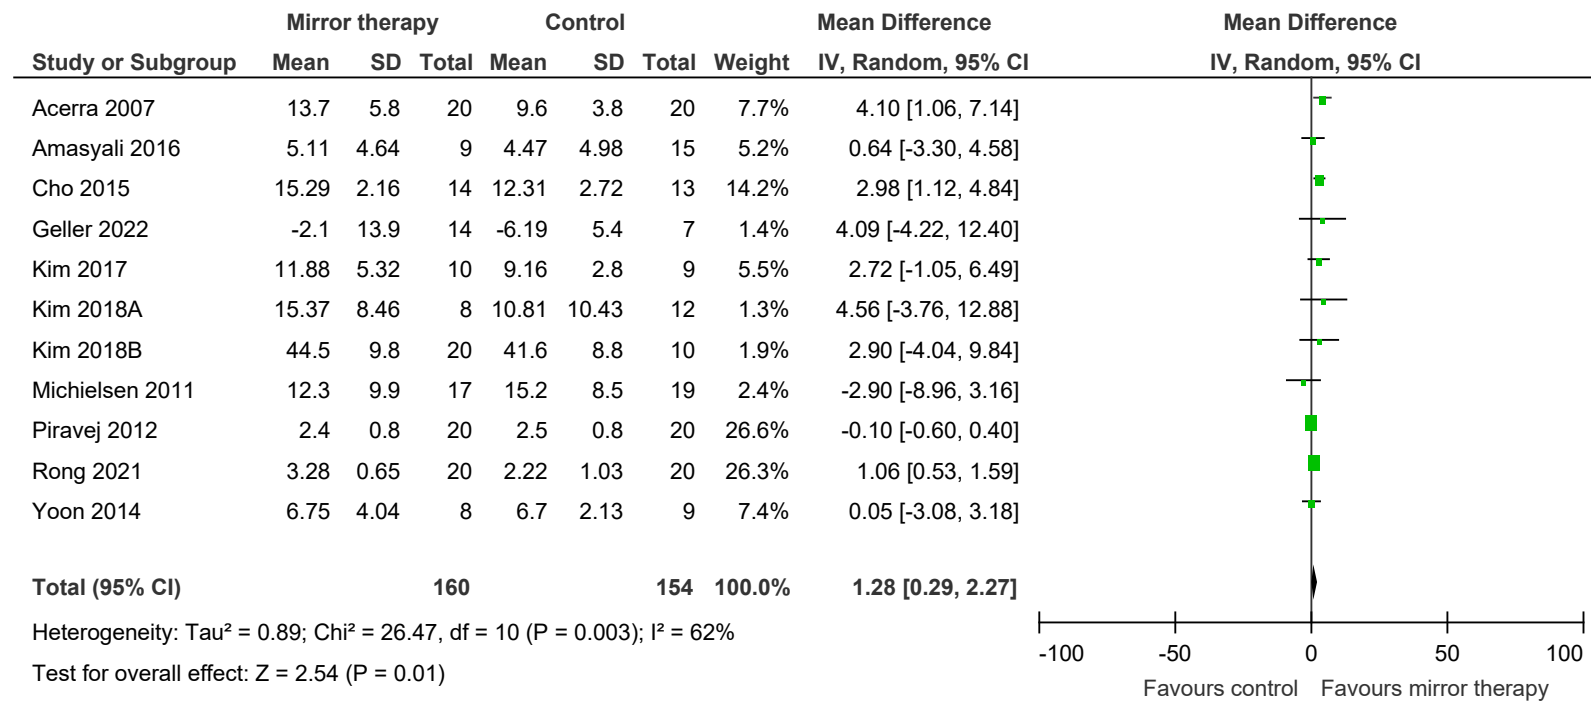 Mirror therapy Control Mean Difference Mean Difference
Study or Subgroup Mean SD Total Mean SD Total Weight IV, Random, 95% CI IV, Random, 95% CI
Acerra 2007 13.7 5.8 20 9.6 3.8 20 7.7% 4.10 [1.06, 7.14]
Amasyali 2016 5.11 4.64 9 4.47 4.98 15 5.2% 0.64 [-3.30, 4.58]
Cho 2015 15.29 2.16 14 12.31 2.72 13 14.2% 2.98 [1.12, 4.84]
Geller 2022 -2.1 13.9 14 -6.19 5.4 7 1.4% 4.09 [-4.22, 12.40]
Kim 2017 11.88 5.32 10 9.16 2.8 9 5.5% 2.72 [-1.05, 6.49]
Kim 2018A 15.37 8.46 8 10.81 10.43 12 1.3% 4.56 [-3.76, 12.88]
Kim 2018B 44.5 9.8 20 41.6 8.8 10 1.9% 2.90 [-4.04, 9.84]
Michielsen 2011 12.3 9.9 17 15.2 8.5 19 2.4% -2.90 [-8.96, 3.16]
Piravej 2012 2.4 0.8 20 2.5 0.8 20 26.6% -0.10 [-0.60, 0.40]
Rong 2021 3.28 0.65 20 2.22 1.03 20 26.3% 1.06 [0.53, 1.59]
Yoon 2014 6.75 4.04 8 6.7 2.13 9 7.4% 0.05 [-3.08, 3.18]
Total (95% CI) 160 154 100.0% 1.28 [0.29, 2.27]
Heterogeneity: Tau² = 0.89; Chi² = 26.47, df = 10 (P = 0.003); I² = 62%
Test for overall effect: Z = 2.54 (P = 0.01)
-100 -50 0 50 100
Favours control Favours mirror therapy